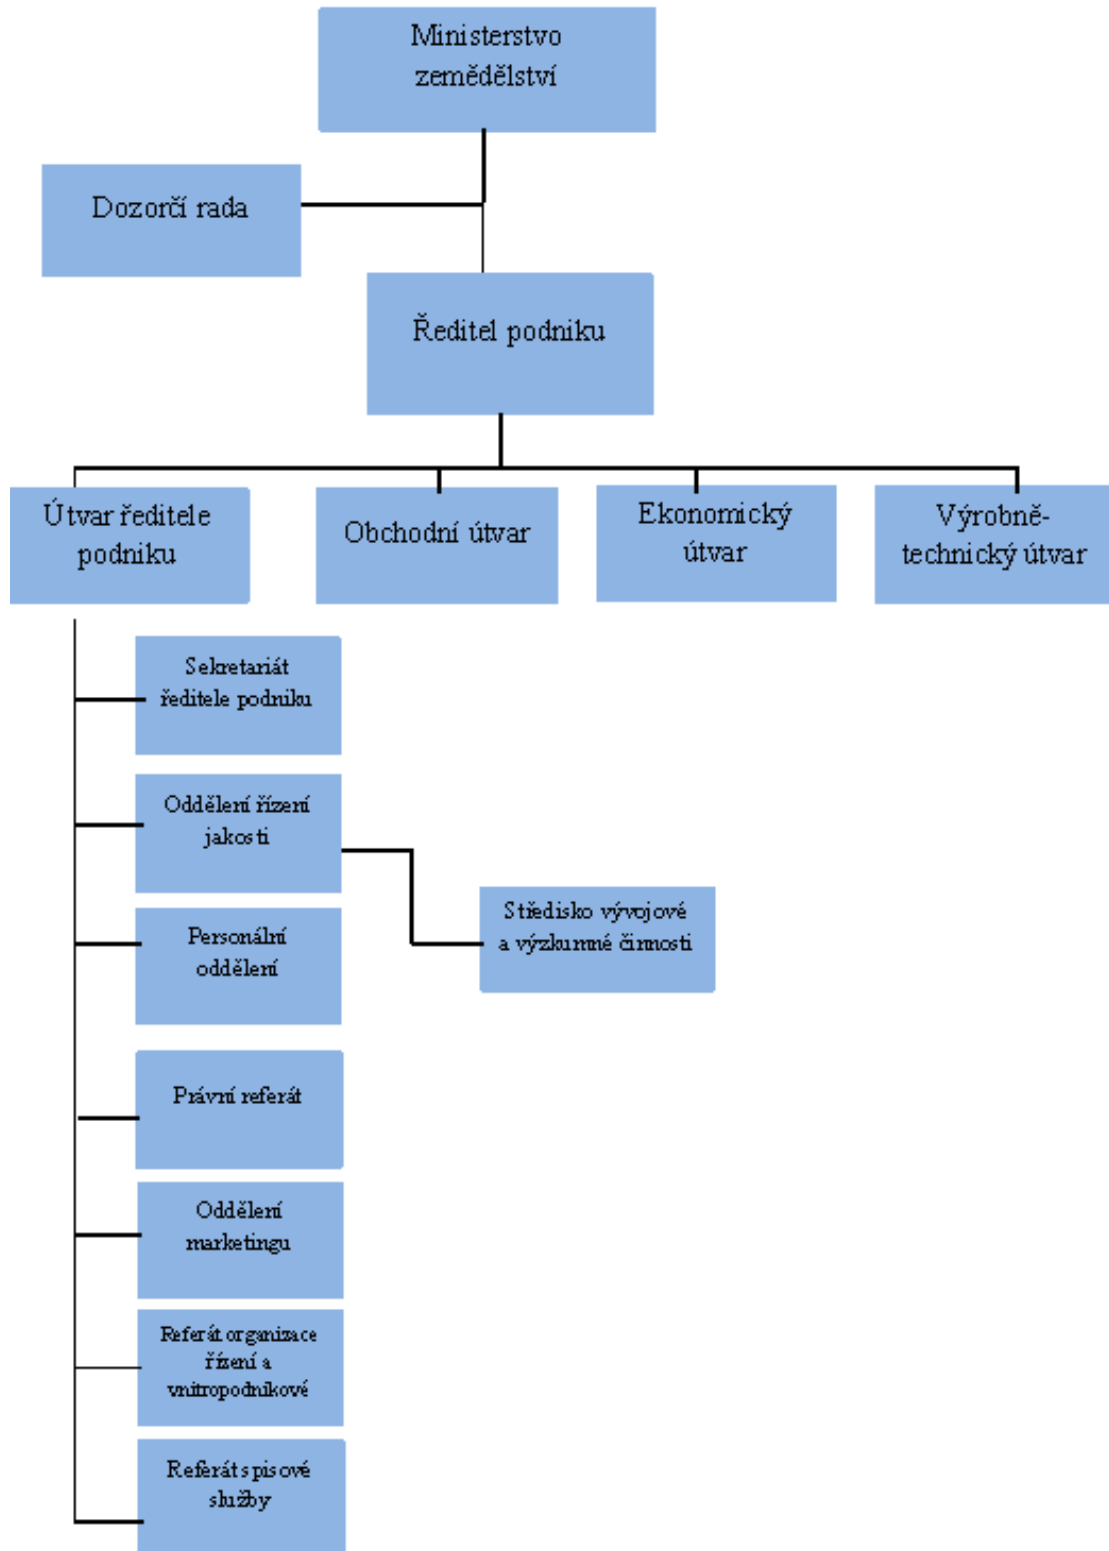 Ministerstvo
zemědělství
Dozorčí rada
Ředitel podniku
Útvar ředitele
podniku
Obchodní útvar
Ekonomický
útvar
Výrobně-
technický útvar
Sekretariát
ředitele podniku
Oddělení řízení
jakosti
Středisko vývojové
a výzkumné činnosti
Personální
oddělení
Právní referát
Oddělení
marketingu
Referát organizace
řízení a
vnitropodnikové
Referát spisové
služby